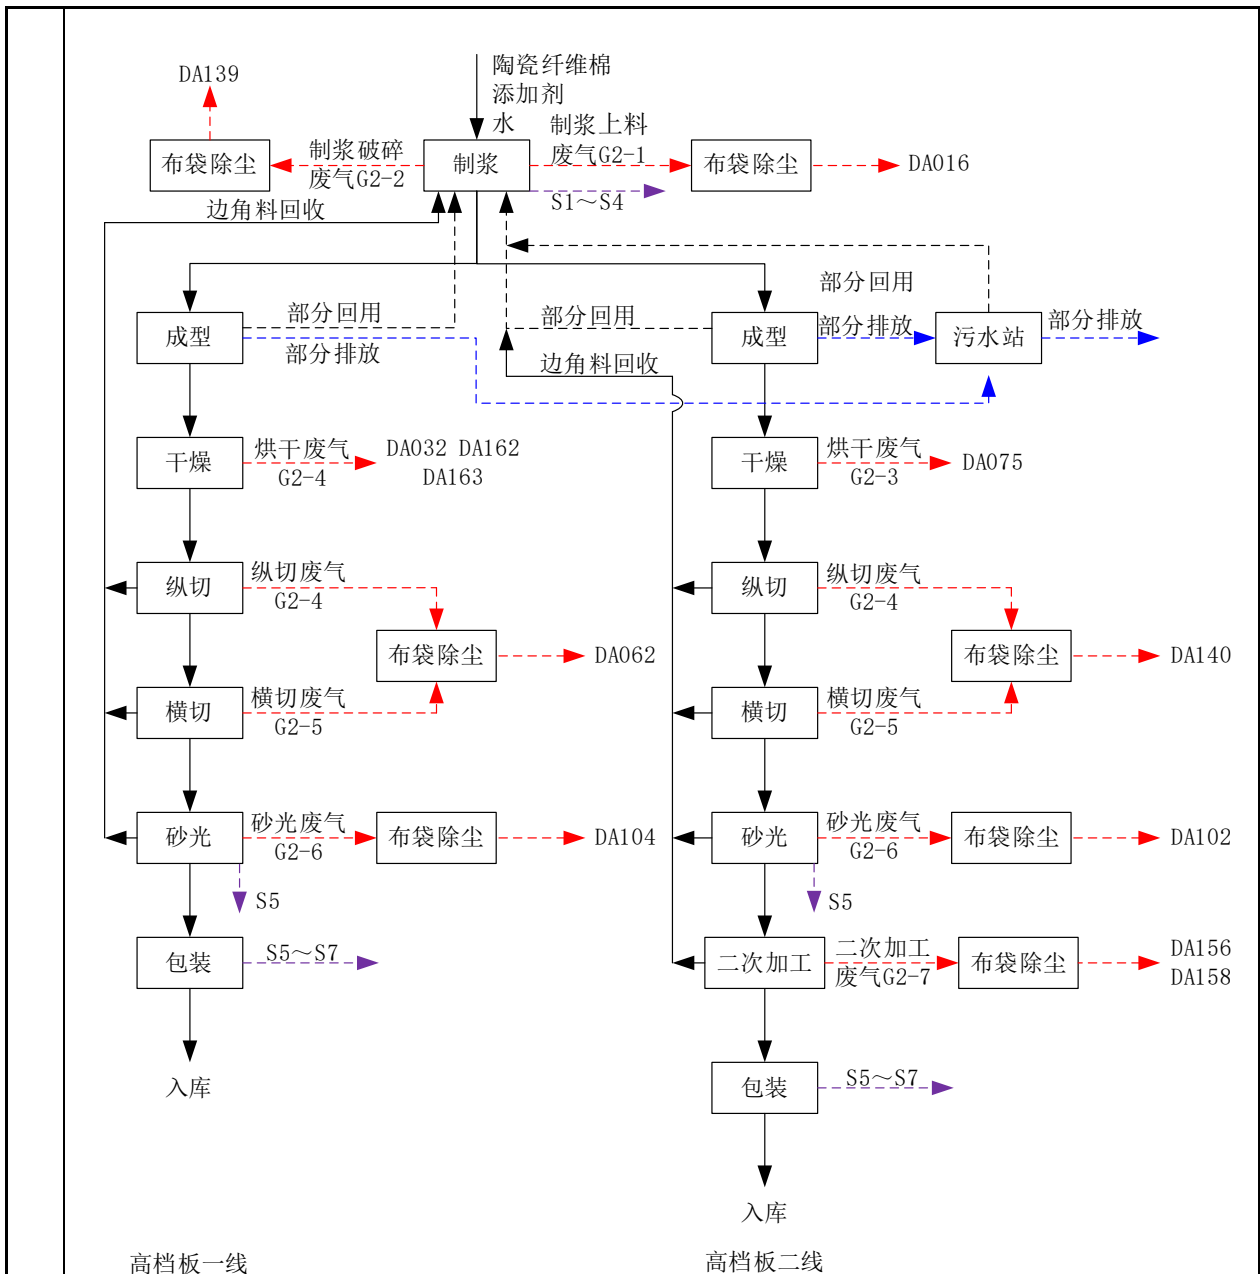 陶瓷纤维棉
添加剂
水
DA139
布袋除尘
制浆破碎
废气G2-2
制浆
制浆上料
废气G2-1
布袋除尘
DA016
S1～S4
边角料回收
成型
部分回用
部分排放
部分回用
边角料回收
成型
部分回用
部分排放
污水站
部分排放
干燥
烘干废气
G2-4
DA032 DA162
DA163
干燥
烘干废气
G2-3
DA075
纵切
纵切废气
G2-4
布袋除尘
DA062
纵切
纵切废气
G2-4
布袋除尘
DA140
横切
横切废气
G2-5
横切
横切废气
G2-5
砂光
砂光废气
G2-6
布袋除尘
DA104
S5
砂光
砂光废气
G2-6
布袋除尘
DA102
S5
包装
S5～S7
二次加工
二次加工
废气G2-7
布袋除尘
DA156
DA158
入库
包装
S5～S7
入库
高档板一线
高档板二线